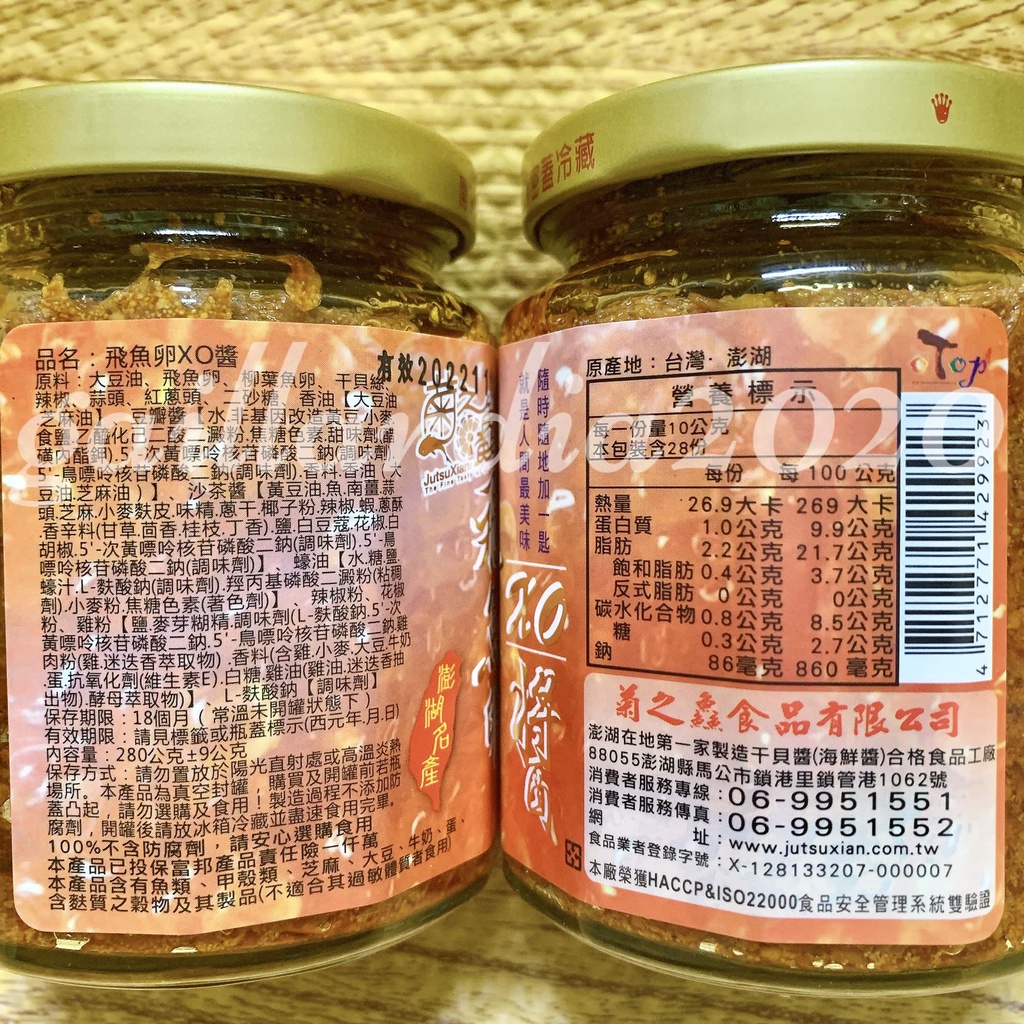 蓋冷藏
品名：飛魚卵XO醬
有效202211
原料：大豆油、飛魚卵、柳葉魚卵、干貝絲、
辣椒、蒜頭、紅蔥頭、二砂糖、香油【大豆油
芝麻油】、豆瓣醬【水.非基因改造黃豆.小麥
食鹽.乙醯化己二酸二澱粉.焦糖色素.甜味劑(醋
磺內酯鉀).5'-次黃嘌呤核苷磷酸二鈉(調味劑).
5'-鳥嘌呤核苷磷酸二鈉(調味劑).香料.香油(大
豆油.芝麻油)】、沙茶醬【黃豆油.魚.南薑.蒜
頭.芝麻.小麥麩皮.味精.蔥干.椰子粉.辣椒.蝦.蔥酥
香辛料(甘草.茴香.桂枝.丁香).鹽.白豆蔻.花椒.白
胡椒.5'-次黃嘌呤核苷磷酸二鈉(調味劑).5'-鳥
嘌呤核苷磷酸二鈉(調味劑)】、蠔油【水.糖.鹽
蠔汁.L-麩酸鈉(調味劑).羥丙基磷酸二澱粉(粘稠
劑).小麥粉.焦糖色素(著色劑)】、辣椒粉、花椒
粉、雞粉【鹽.麥芽糊精.調味劑(L-麩酸鈉.5'-次
黃嘌呤核苷磷酸二鈉.5'-鳥嘌呤核苷磷酸二鈉.雞
肉粉(雞.迷迭香萃取物).香料(含雞.小麥.大豆.牛奶
.蛋.抗氧化劑(維生素E).白糖.雞油(雞油.迷迭香抽
出物).酵母萃取物)】、L-麩酸鈉【調味劑】
保存期限：18個月（常溫未開罐狀態下）
有效期限：請見標籤或瓶蓋標示(西元年.月.日)
內容量：280公克±9公克
保存方式：請勿置放於陽光直射處或高溫炎熱
場所。本產品為真空封罐，購買及開罐前若瓶
蓋凸起，請勿選購及食用！製造過程不添加防
腐劑，開罐後請放冰箱冷藏並盡速食用完畢。
100%不含防腐劑，請安心選購食用
本產品已投保富邦產品責任險一仟萬
本產品含有魚類、甲殼類、芝麻、大豆、牛奶、蛋、
含麩質之穀物及其製品(不適合其過敏體質者食用)
JutsuXian
澎湖名產
隨時隨地加一匙
就是人間最美味
XO
醬
原產地：台灣．澎湖
oTop
營養標示
每一份量10公克
本包裝含28份
每份 每100公克
熱量 26.9大卡 269大卡
蛋白質 1.0公克 9.9公克
脂肪 2.2公克 21.7公克
飽和脂肪 0.4公克 3.7公克
反式脂肪 0公克 0公克
碳水化合物 0.8公克 8.5公克
糖 0.3公克 2.7公克
鈉 86毫克 860毫克
4 712771 429923
菊之鱻食品有限公司
澎湖在地第一家製造干貝醬(海鮮醬)合格食品工廠
88055澎湖縣馬公市鎖港里鎖管港1062號
消費者服務專線：06-9951551
消費者服務傳真：06-9951552
網址：www.jutsuxian.com.tw
食品業者登錄字號：X-128133207-000007
本廠榮獲HACCP&ISO22000食品安全管理系統雙驗證